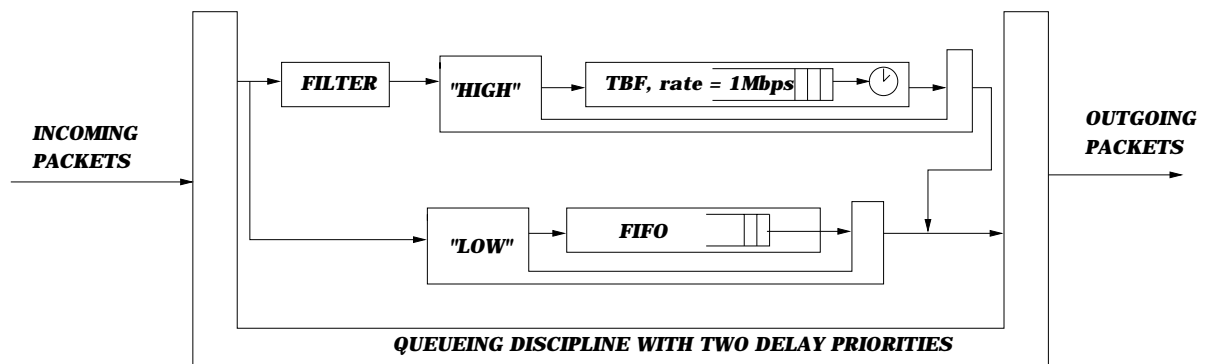 FILTER
"HIGH"
TBF, rate = 1Mbps
INCOMING
PACKETS
OUTGOING
PACKETS
"LOW"
FIFO
QUEUEING DISCIPLINE WITH TWO DELAY PRIORITIES